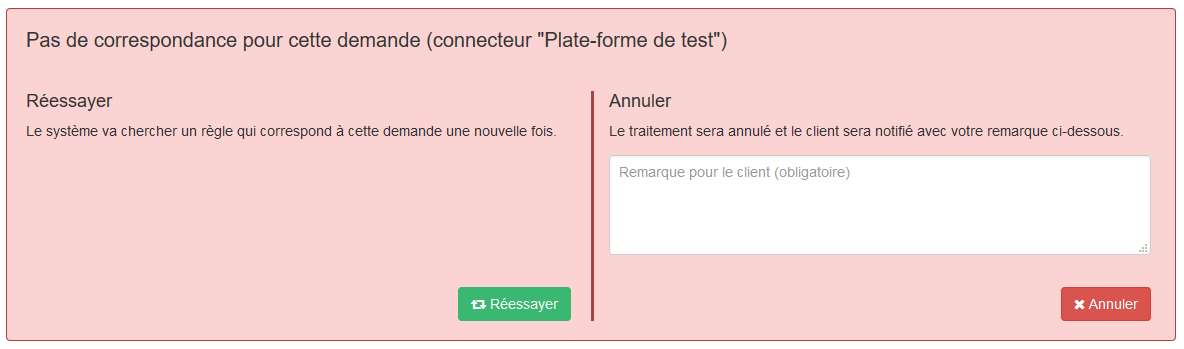 Pas de correspondance pour cette demande (connecteur "Plate-forme de test")
Réessayer
Le système va chercher un règle qui correspond à cette demande une nouvelle fois.
Réessayer
Annuler
Le traitement sera annulé et le client sera notifié avec votre remarque ci-dessous.
Remarque pour le client (obligatoire)
Annuler